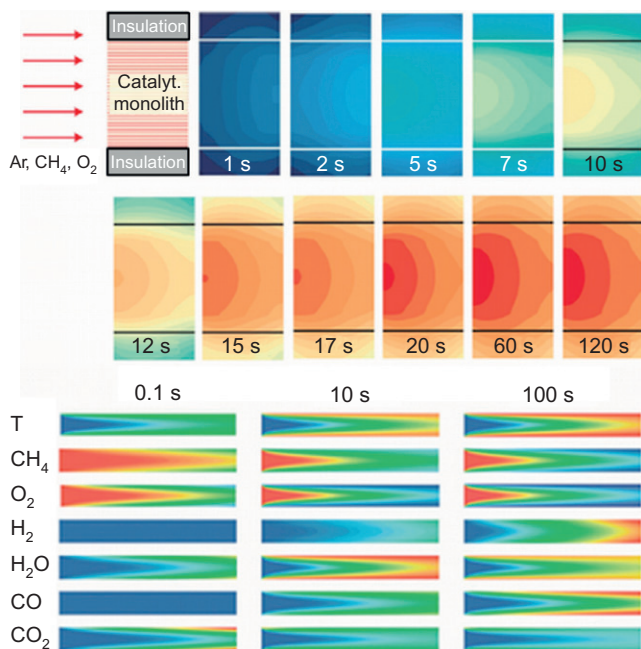 Insulation
Catalyt.
monolith
Insulation
Ar, CH₄, O₂
1 s
2 s
5 s
7 s
10 s
12 s
15 s
17 s
20 s
60 s
120 s
0.1 s
10 s
100 s
T
CH₄
O₂
H₂
H₂O
CO
CO₂